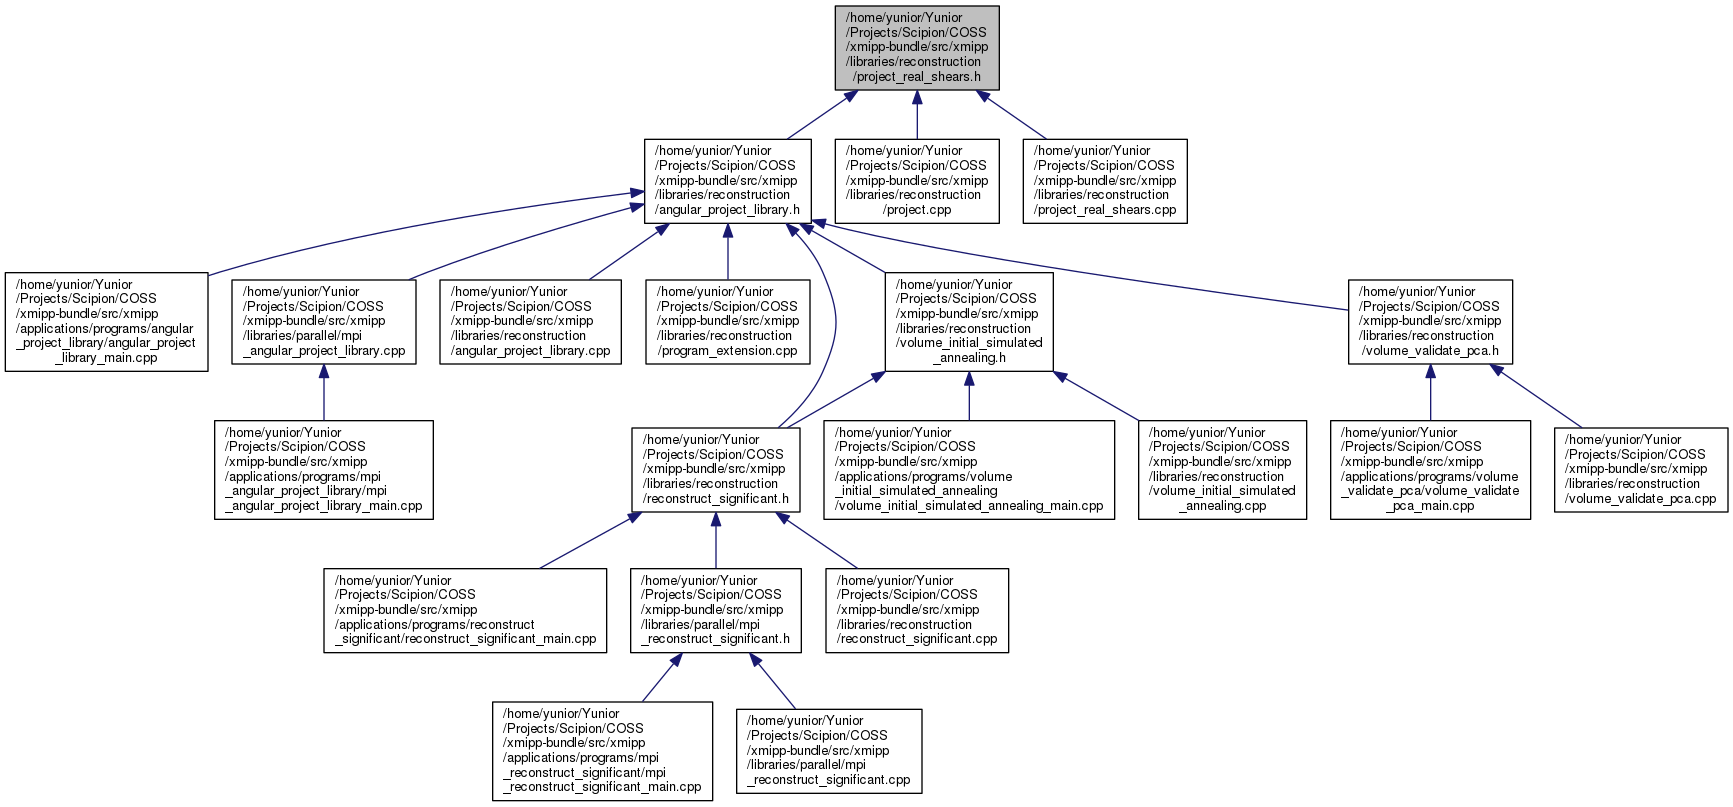 /home/yunior/Yunior
/Projects/Scipion/COSS
/xmipp-bundle/src/xmipp
/libraries/reconstruction
/project_real_shears.h
/home/yunior/Yunior
/Projects/Scipion/COSS
/xmipp-bundle/src/xmipp
/libraries/reconstruction
/angular_project_library.h
/home/yunior/Yunior
/Projects/Scipion/COSS
/xmipp-bundle/src/xmipp
/libraries/reconstruction
/project.cpp
/home/yunior/Yunior
/Projects/Scipion/COSS
/xmipp-bundle/src/xmipp
/libraries/reconstruction
/project_real_shears.cpp
/home/yunior/Yunior
/Projects/Scipion/COSS
/xmipp-bundle/src/xmipp
/applications/programs/angular
_project_library/angular_project
_library_main.cpp
/home/yunior/Yunior
/Projects/Scipion/COSS
/xmipp-bundle/src/xmipp
/libraries/parallel/mpi
_angular_project_library.cpp
/home/yunior/Yunior
/Projects/Scipion/COSS
/xmipp-bundle/src/xmipp
/libraries/reconstruction
/angular_project_library.cpp
/home/yunior/Yunior
/Projects/Scipion/COSS
/xmipp-bundle/src/xmipp
/libraries/reconstruction
/program_extension.cpp
/home/yunior/Yunior
/Projects/Scipion/COSS
/xmipp-bundle/src/xmipp
/libraries/reconstruction
/volume_initial_simulated
_annealing.h
/home/yunior/Yunior
/Projects/Scipion/COSS
/xmipp-bundle/src/xmipp
/libraries/reconstruction
/volume_validate_pca.h
/home/yunior/Yunior
/Projects/Scipion/COSS
/xmipp-bundle/src/xmipp
/applications/programs/mpi
_angular_project_library/mpi
_angular_project_library_main.cpp
/home/yunior/Yunior
/Projects/Scipion/COSS
/xmipp-bundle/src/xmipp
/libraries/reconstruction
/reconstruct_significant.h
/home/yunior/Yunior
/Projects/Scipion/COSS
/xmipp-bundle/src/xmipp
/applications/programs/volume
_initial_simulated_annealing
/volume_initial_simulated_annealing_main.cpp
/home/yunior/Yunior
/Projects/Scipion/COSS
/xmipp-bundle/src/xmipp
/libraries/reconstruction
/volume_initial_simulated
_annealing.cpp
/home/yunior/Yunior
/Projects/Scipion/COSS
/xmipp-bundle/src/xmipp
/applications/programs/volume
_validate_pca/volume_validate
_pca_main.cpp
/home/yunior/Yunior
/Projects/Scipion/COSS
/xmipp-bundle/src/xmipp
/libraries/reconstruction
/volume_validate_pca.cpp
/home/yunior/Yunior
/Projects/Scipion/COSS
/xmipp-bundle/src/xmipp
/applications/programs/reconstruct
_significant/reconstruct_significant_main.cpp
/home/yunior/Yunior
/Projects/Scipion/COSS
/xmipp-bundle/src/xmipp
/libraries/parallel/mpi
_reconstruct_significant.h
/home/yunior/Yunior
/Projects/Scipion/COSS
/xmipp-bundle/src/xmipp
/libraries/reconstruction
/reconstruct_significant.cpp
/home/yunior/Yunior
/Projects/Scipion/COSS
/xmipp-bundle/src/xmipp
/applications/programs/mpi
_reconstruct_significant/mpi
_reconstruct_significant_main.cpp
/home/yunior/Yunior
/Projects/Scipion/COSS
/xmipp-bundle/src/xmipp
/libraries/parallel/mpi
_reconstruct_significant.cpp